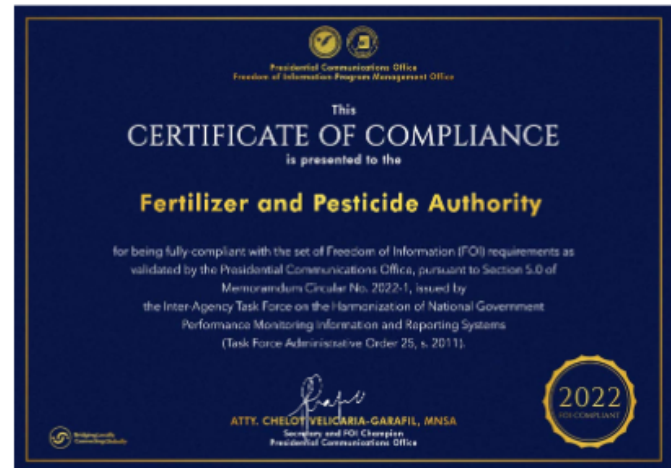 Presidential Communications Office
Freedom of Information-Program Management Office
This
CERTIFICATE OF COMPLIANCE
is presented to the
Fertilizer and Pesticide Authority
for being fully-compliant with the set of Freedom of Information (FOI) requirements as
validated by the Presidential Communications Office, pursuant to Section 5.0 of
Memorandum Circular No. 2022-1, issued by
the Inter-Agency Task Force on the Harmonization of National Government
Performance Monitoring Information and Reporting Systems
(Task Force Administrative Order 25, s. 2011).
ATTY. CHELOY VELICARIA-GARAFIL, MNSA
Secretary and FOI Champion
Presidential Communications Office
2022
FOI COMPLIANT
Bridging Locally
Connecting Globally